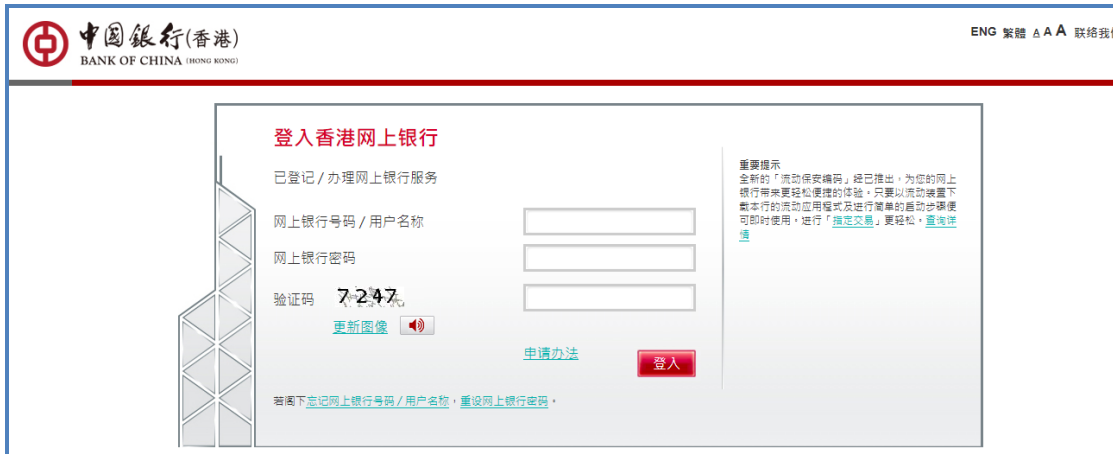 中國銀行(香港)
BANK OF CHINA (HONG KONG)
ENG 繁體 A A A 联络我
登入香港网上银行
已登记 / 办理网上银行服务
网上银行号码 / 用户名称
网上银行密码
验证码
更新图像
申请办法
登入
若阁下忘记网上银行号码 / 用户名称，重设网上银行密码。
重要提示
全新的「流动保安编码」经已推出，为您的网上
银行带来更轻松便捷的体验。只要以流动装置下
载本行的流动应用程式及进行简单的启动步骤便
可即时使用。进行「指定交易」更轻松。查询详
情